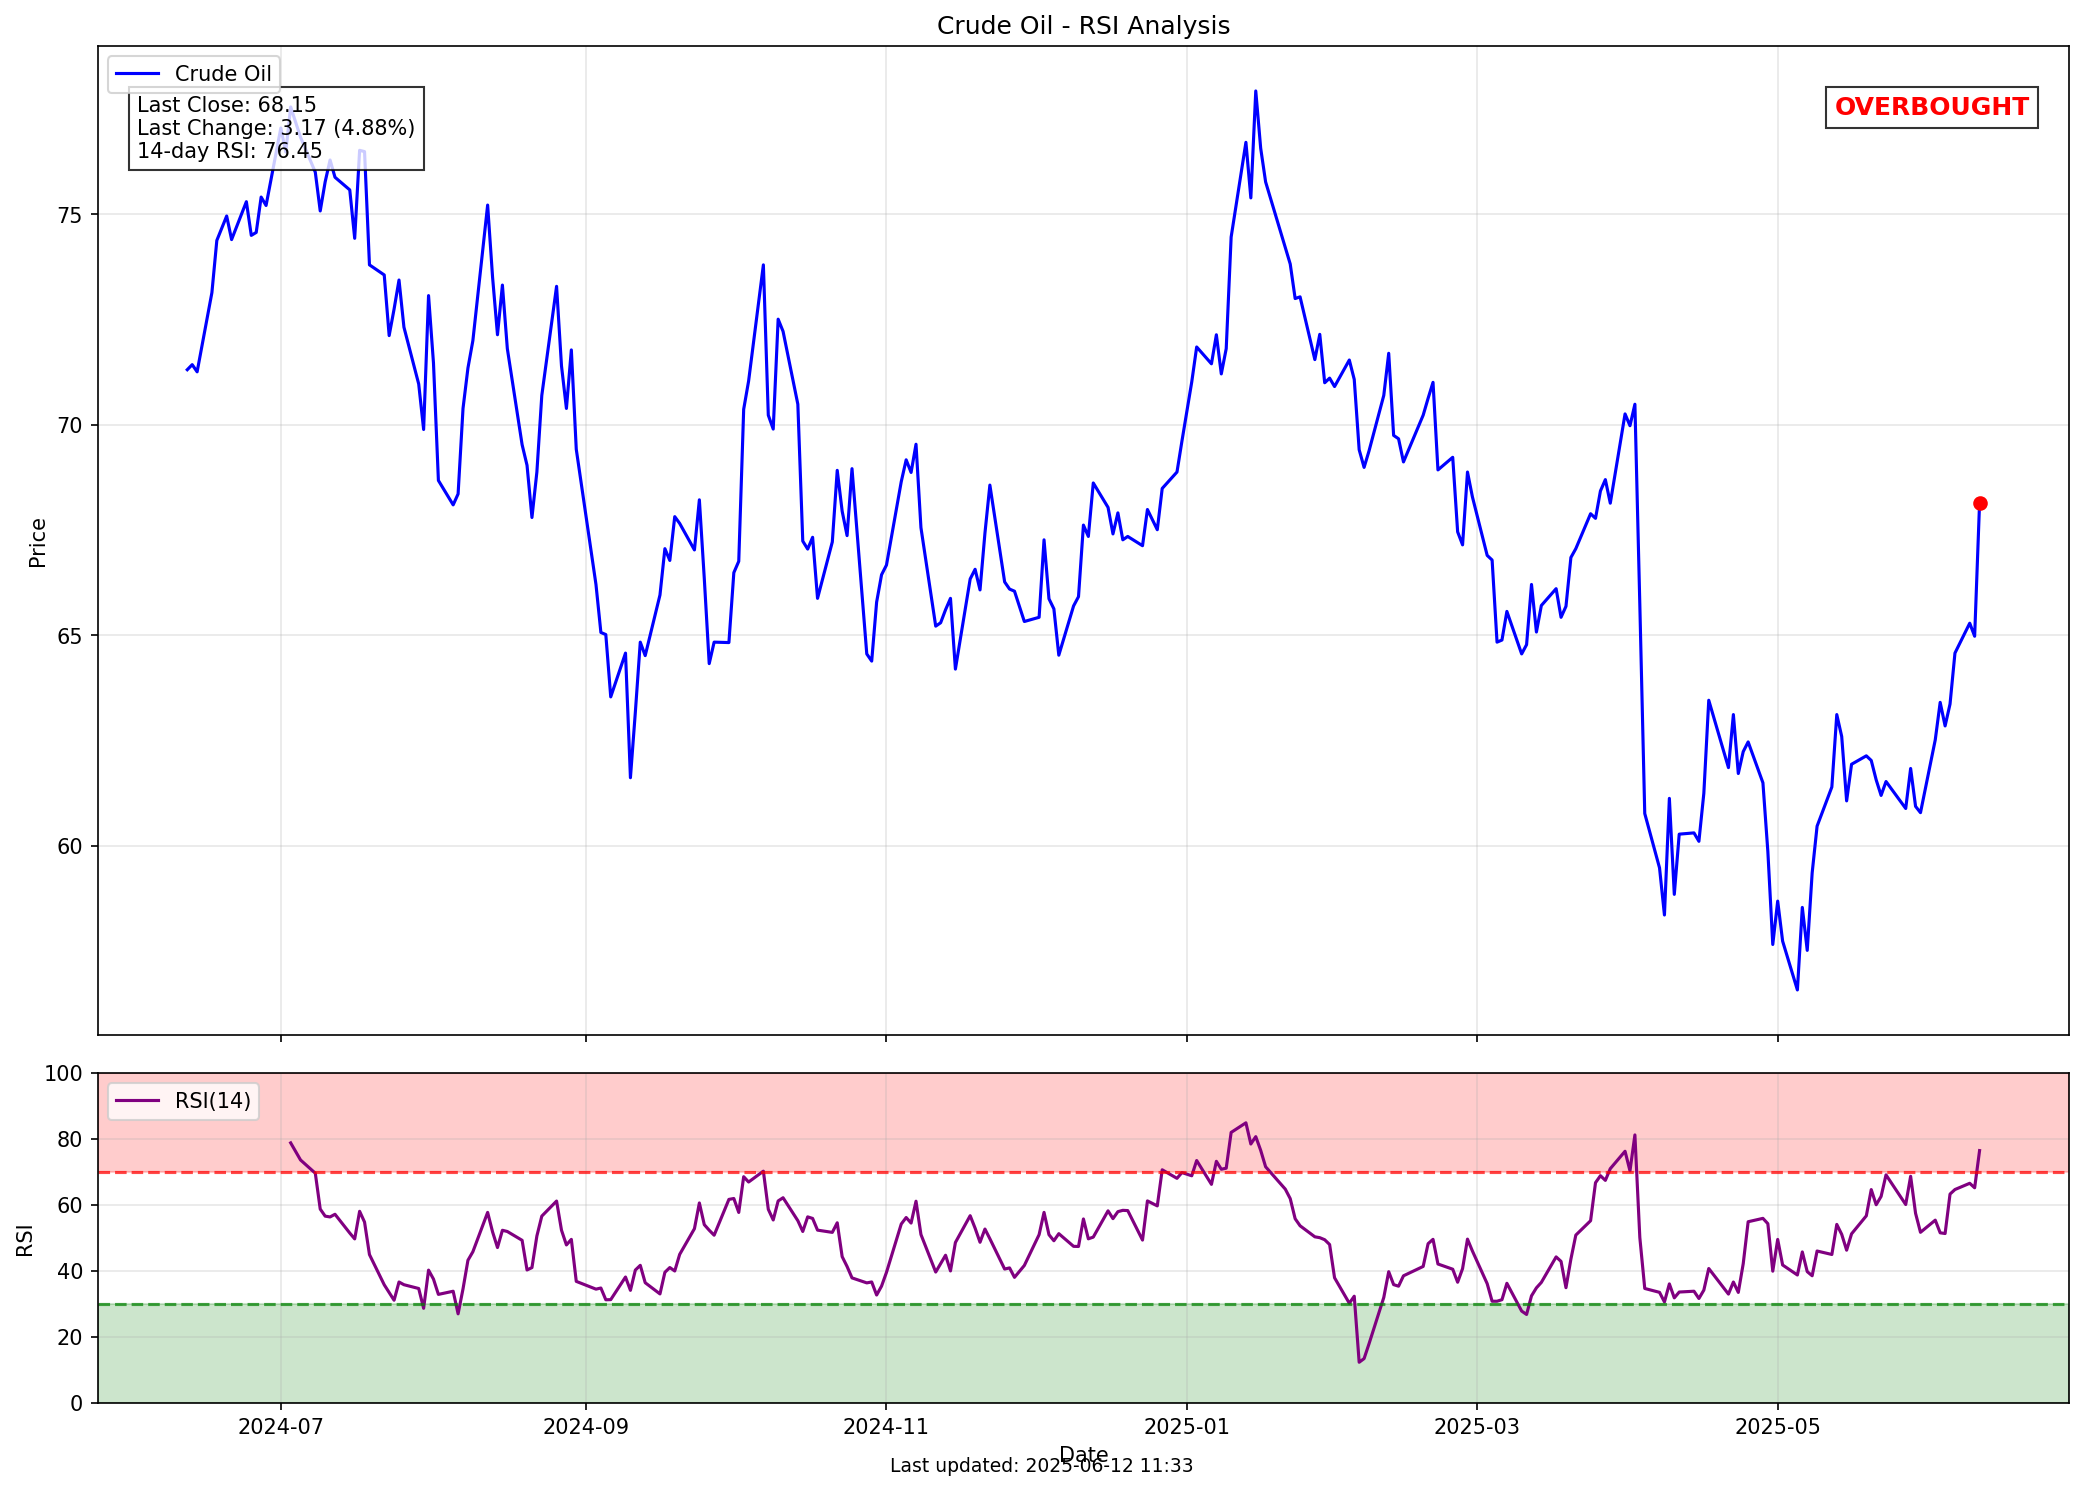 Crude Oil - RSI Analysis
Crude Oil
Last Close: 68.15
Last Change: 3.17 (4.88%)
14-day RSI: 76.45
OVERBOUGHT
Price
75
70
65
60
RSI(14)
RSI
100
80
60
40
20
0
2024-07
2024-09
2024-11
2025-01
2025-03
2025-05
Date
Last updated: 2025-06-12 11:33